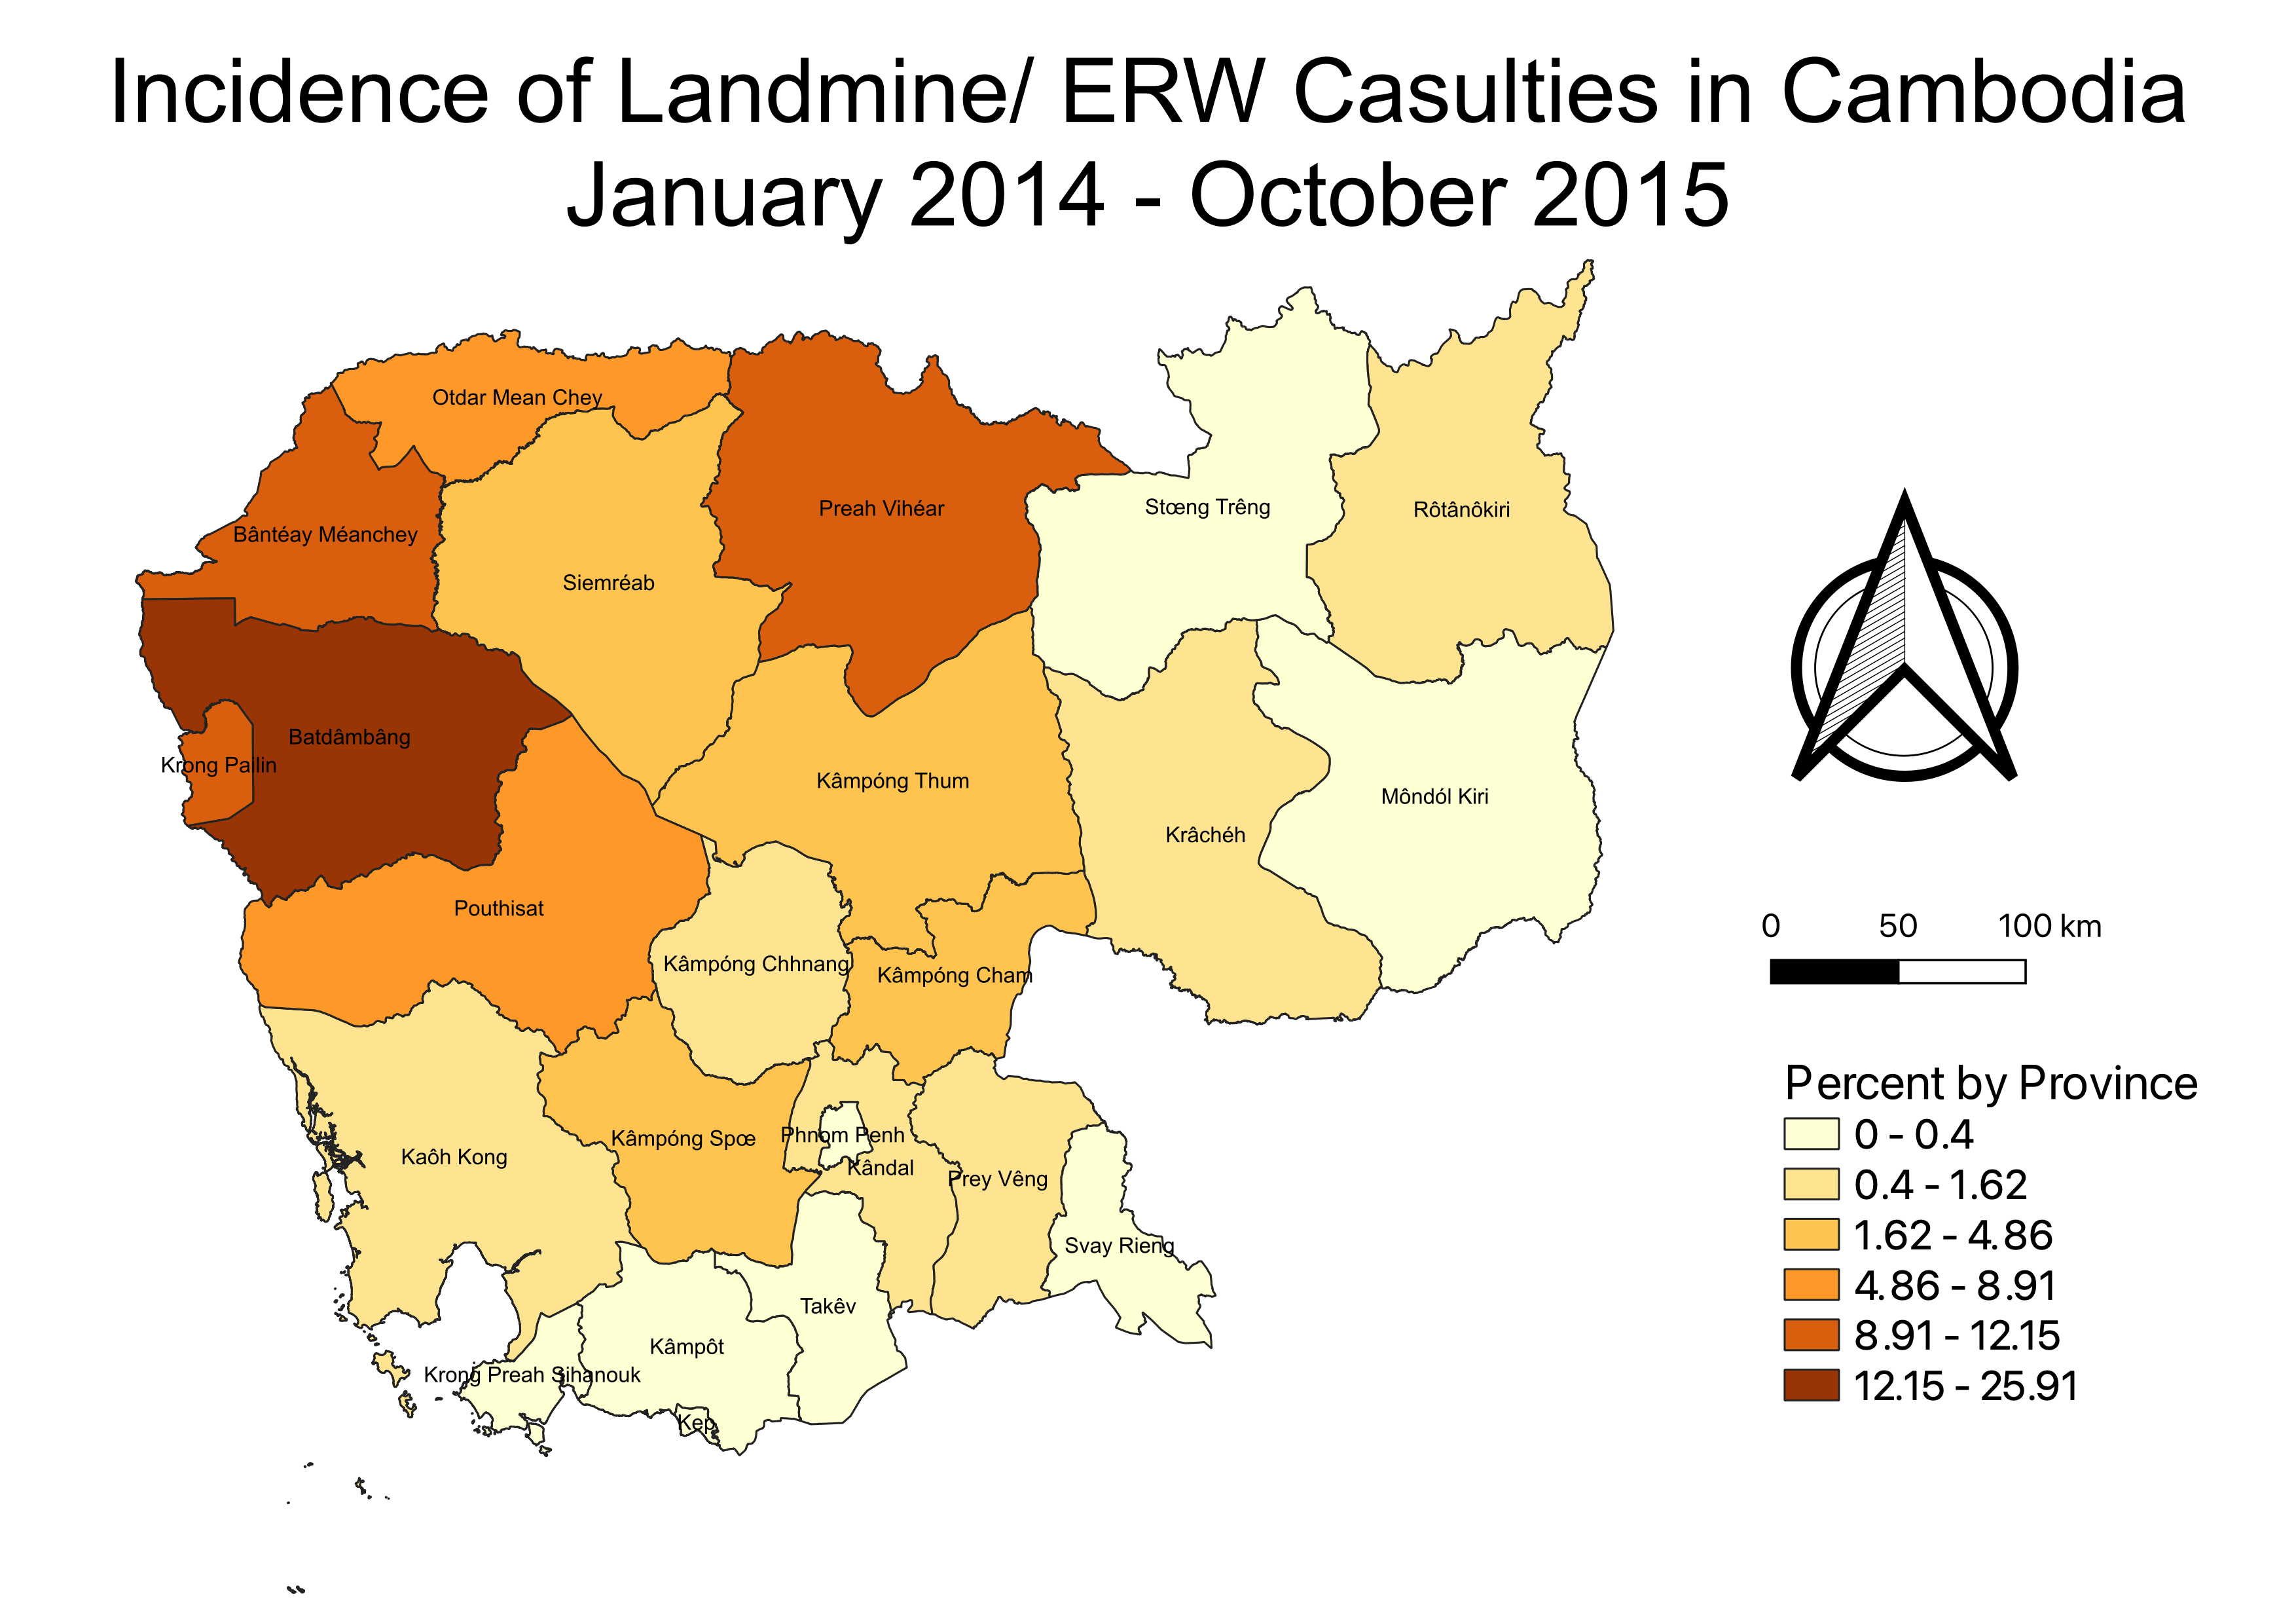 Incidence of Landmine/ ERW Casulties in Cambodia
January 2014 - October 2015
Otdar Mean Chey
Preah Vihéar
Stœng Trêng
Rôtânôkiri
Bântéay Méanchey
Siemréab
Batdâmbâng
Krong Pailin
Kâmpóng Thum
Môndól Kiri
Krâchéh
Pouthisat
Kâmpóng Chhnang
Kâmpóng Cham
Kâmpóng Spœ
Phnom Penh
Kaôh Kong
Kândal
Prey Vêng
Svay Rieng
Takêv
Kâmpôt
Krong Preah Sihanouk
Kep
0 50 100 km
Percent by Province
0 - 0.4
0.4 - 1.62
1.62 - 4.86
4.86 - 8.91
8.91 - 12.15
12.15 - 25.91